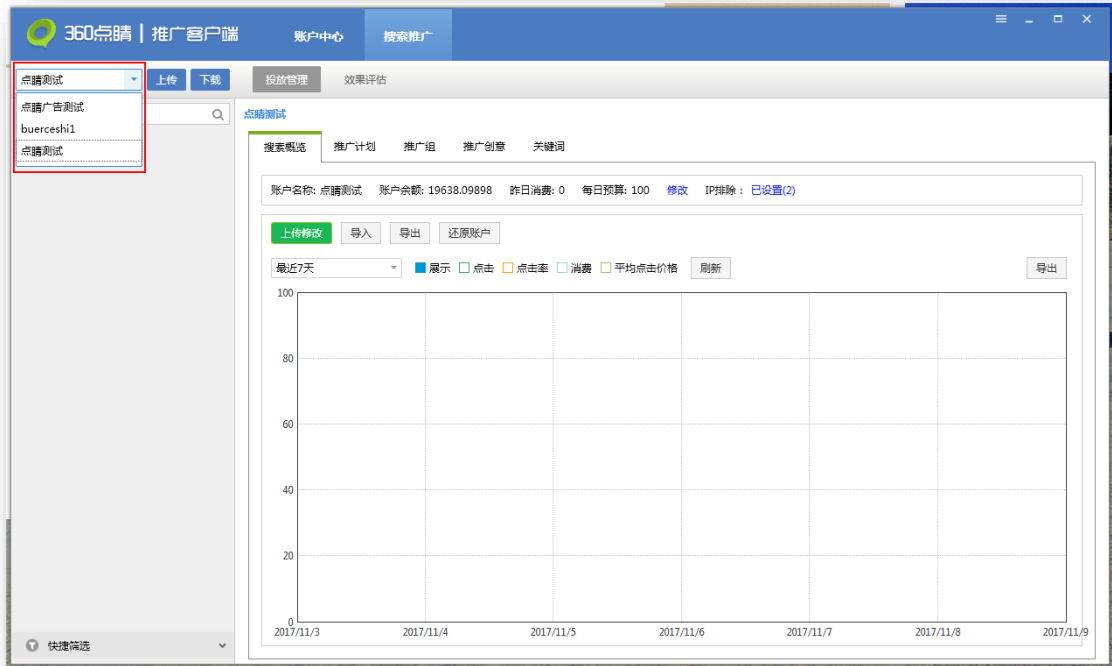 360点睛 | 推广客户端
账户中心 搜索推广
点睛测试 上传 下载 投放管理 效果评估
点睛广告测试
buerceshi1
点睛测试
点睛测试
搜索概览 推广计划 推广组 推广创意 关键词
账户名称: 点睛测试 账户余额: 19638.09898 昨日消费: 0 每日预算: 100 修改 IP排除： 已设置(2)
上传修改 导入 导出 还原账户
最近7天 展示 点击 点击率 消费 平均点击价格 刷新 导出
100
80
60
40
20
0
2017/11/3 2017/11/4 2017/11/5 2017/11/6 2017/11/7 2017/11/8 2017/11/9
快捷筛选